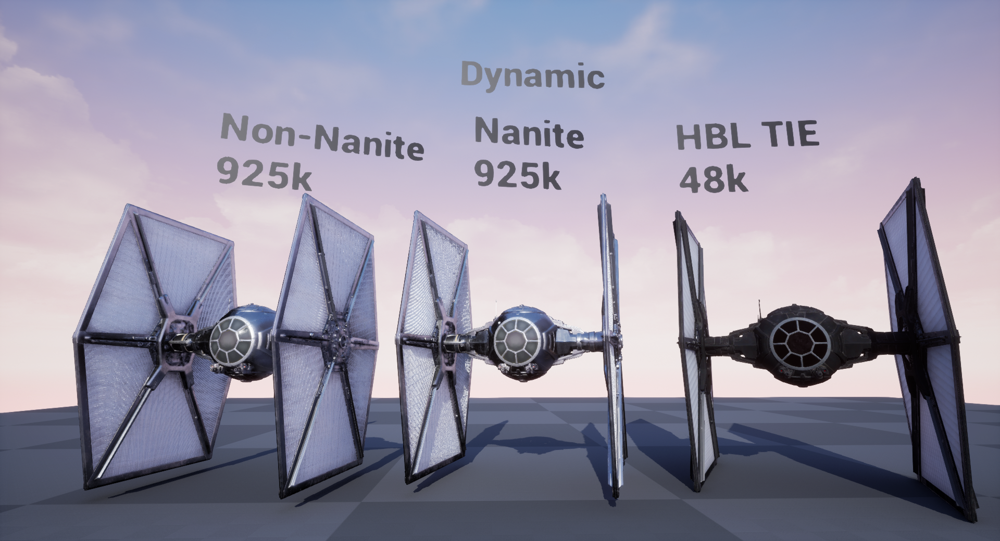 Dynamic
Non-Nanite
925k
Nanite
925k
HBL TIE
48k